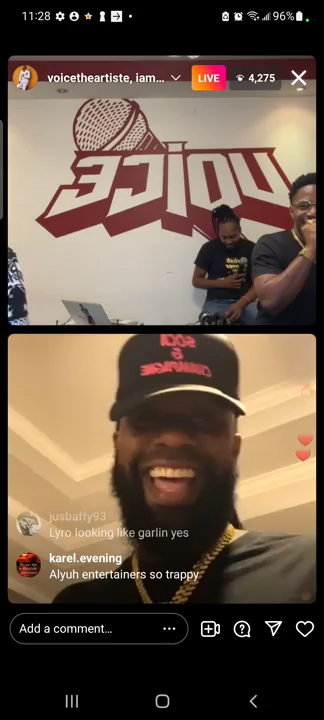 11:28
96%
voicetheartiste, iam...
LIVE
4,275
VOICE
SOCA
&
CHAMPAGNE
jusbaffy93
Lyro looking like garlin yes
karel.evening
Alyuh entertainers so trappy
Add a comment...